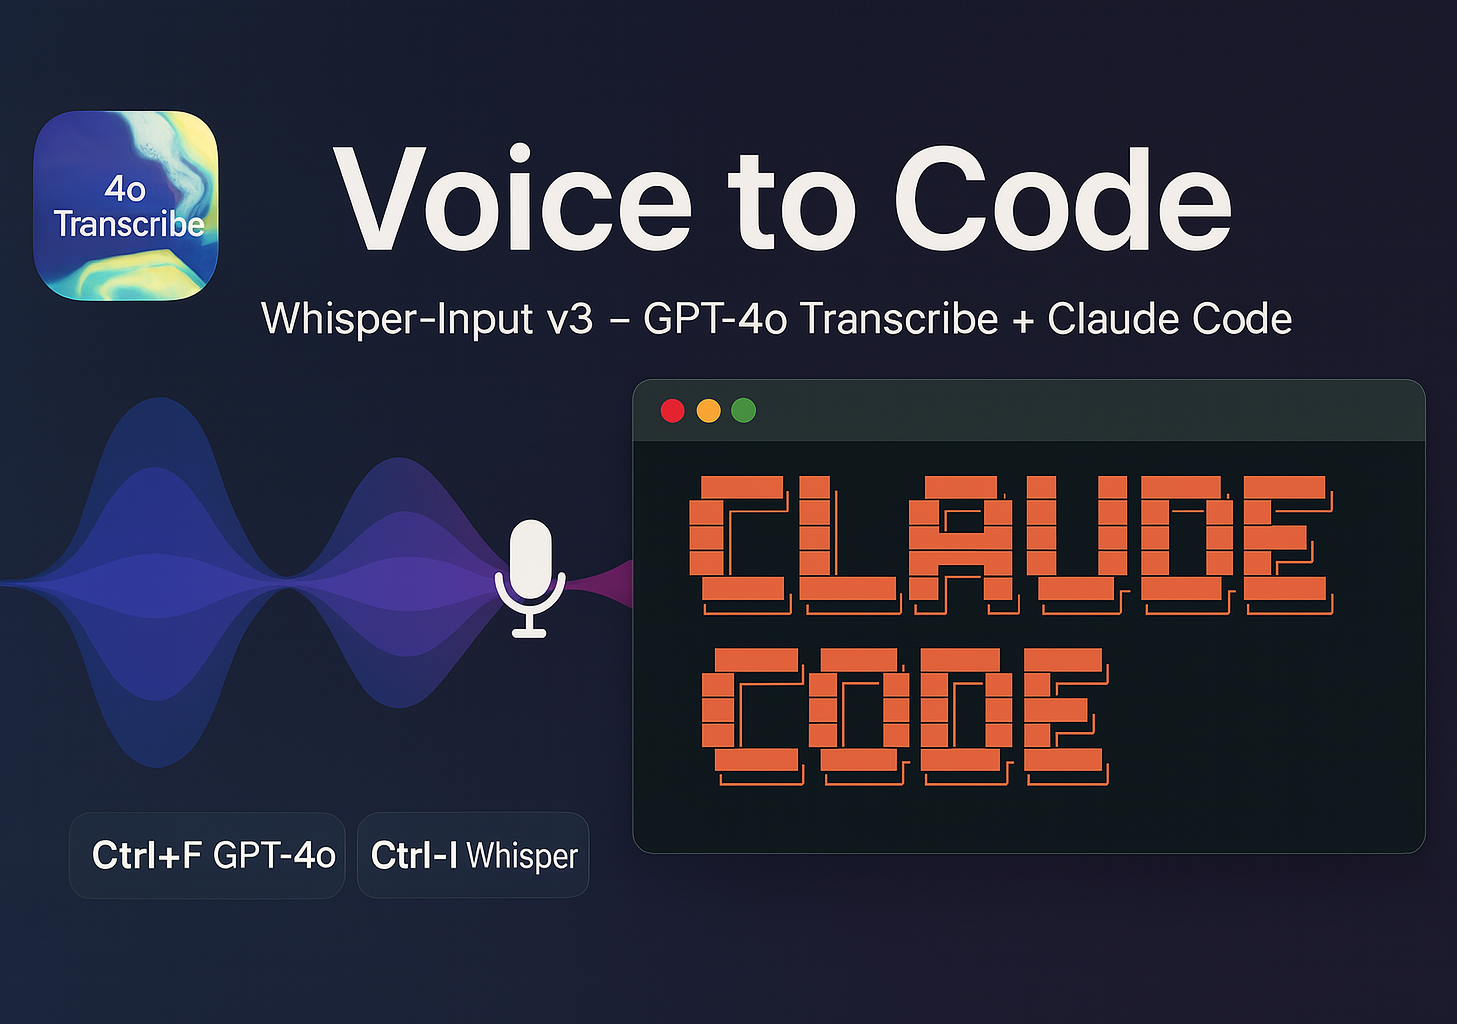 4o
Transcribe
Voice to Code
Whisper-Input v3 – GPT-4o Transcribe + Claude Code
CLAUDE
CODE
Ctrl+F GPT-4o
Ctrl-I Whisper